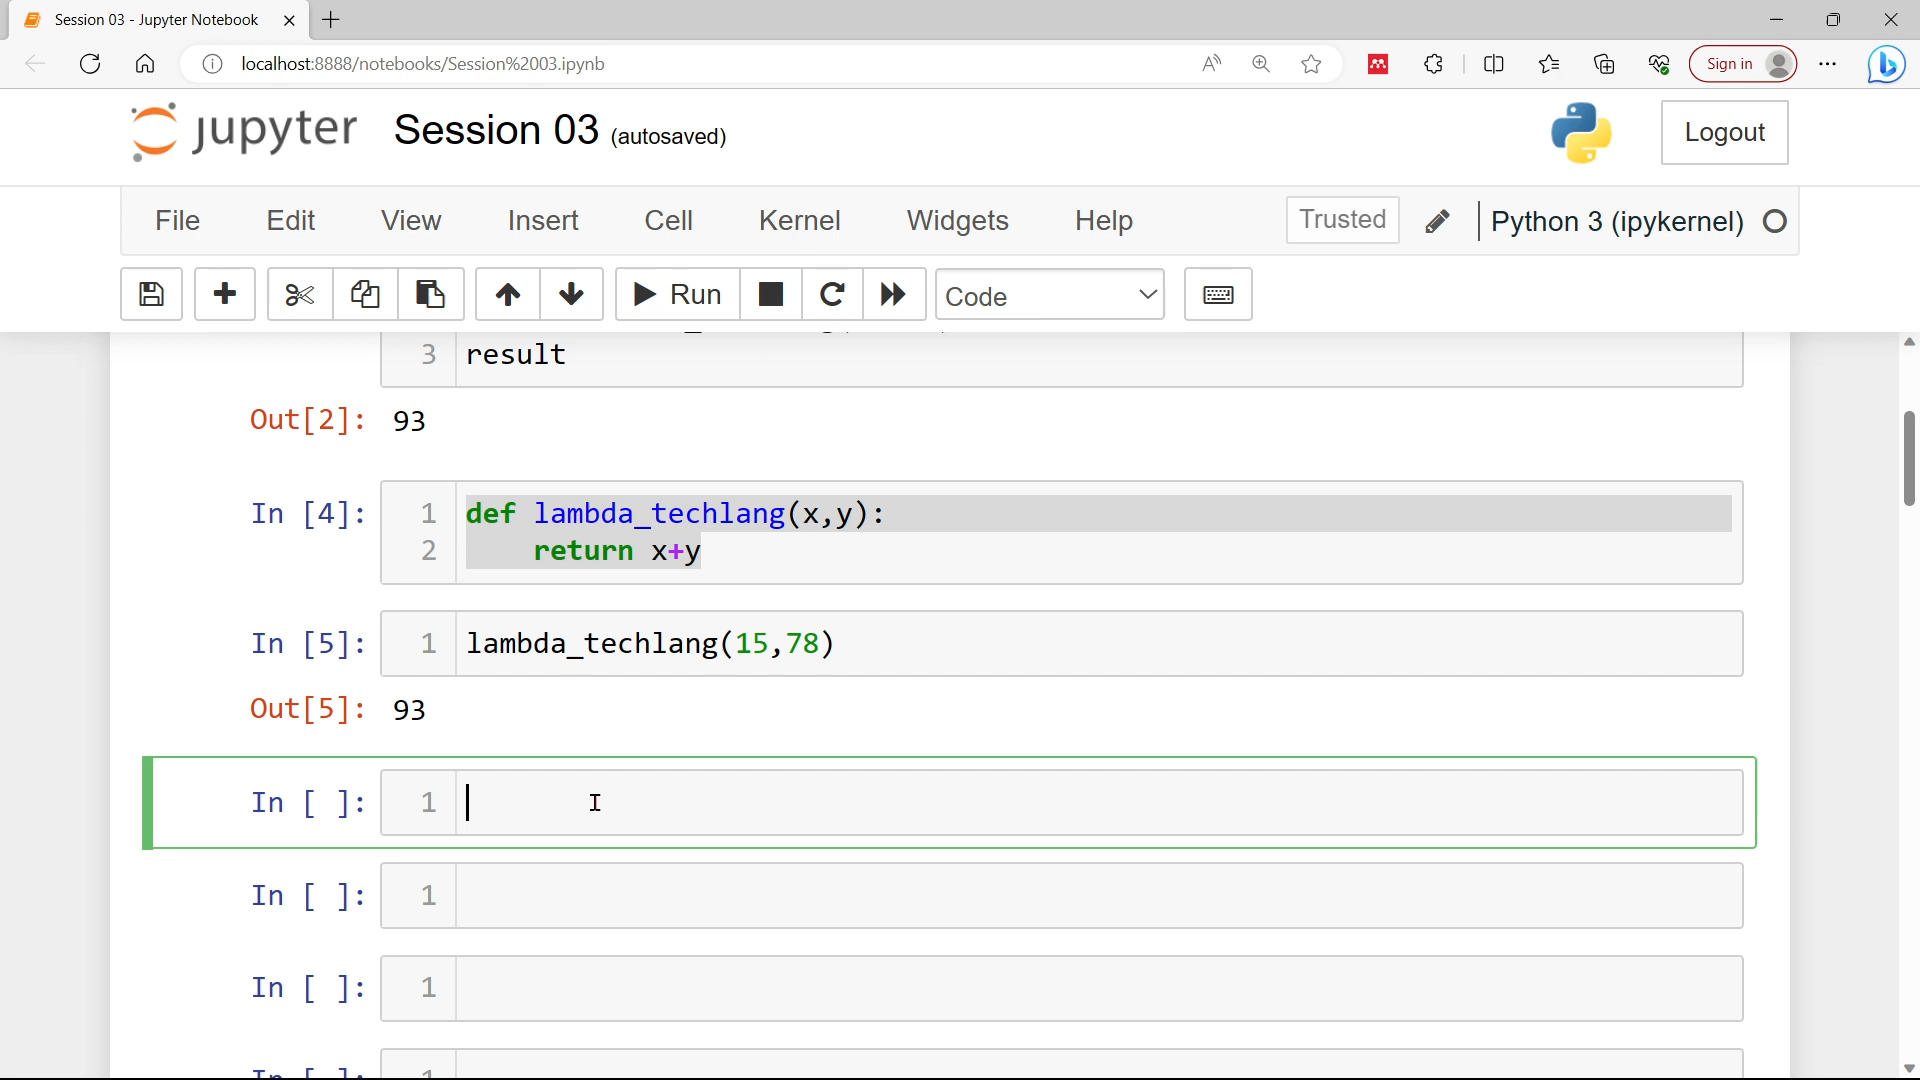 Session 03 - Jupyter Notebook
localhost:8888/notebooks/Session%2003.ipynb
Sign in
jupyter Session 03 (autosaved)
Logout
File Edit View Insert Cell Kernel Widgets Help Trusted Python 3 (ipykernel)
Run Code
3 result
Out[2]: 93
In [4]: 1 def lambda_techlang(x,y):
2 return x+y
In [5]: 1 lambda_techlang(15,78)
Out[5]: 93
In [ ]: 1
In [ ]: 1
In [ ]: 1
In [ ]: 1